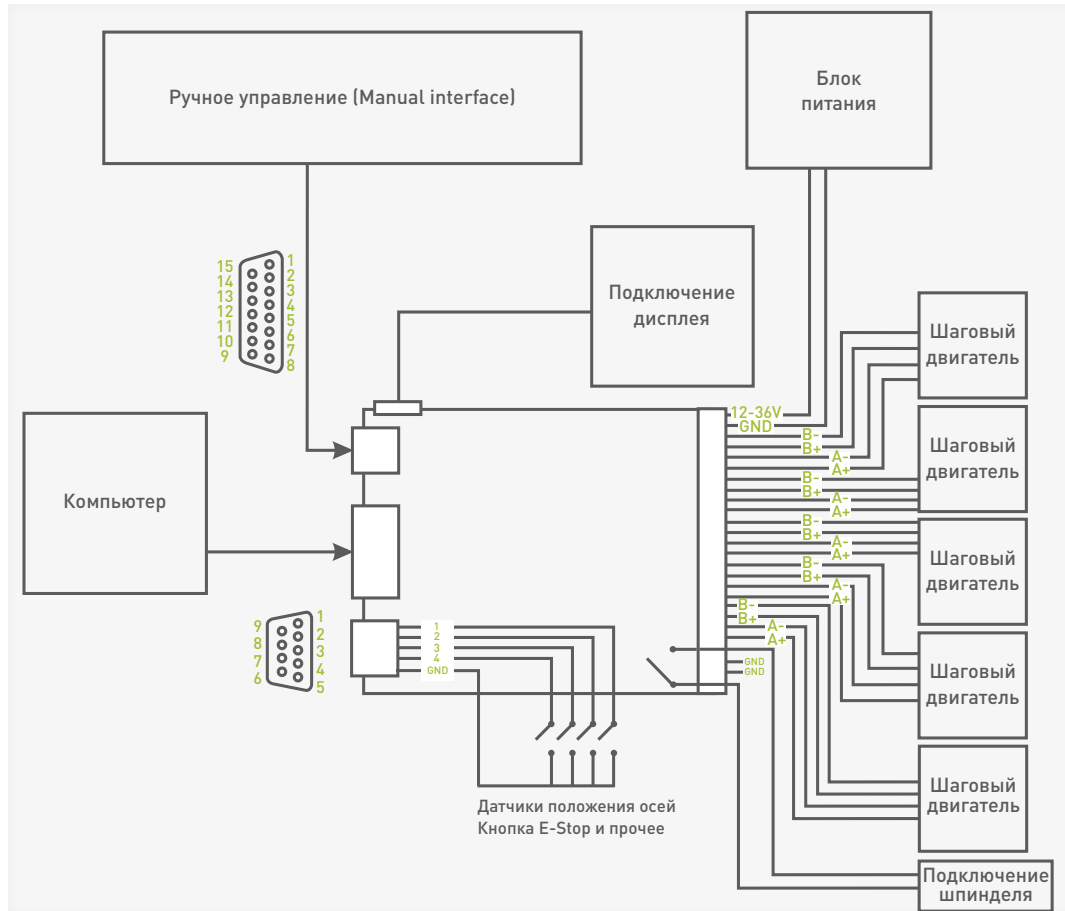 Ручное управление (Manual interface)
Блок
питания
15
14
13
12
11
10
9
1
2
3
4
5
6
7
8
Подключение
дисплея
Компьютер
12-36V
GND
B-
B+
A-
A+
B-
B+
A-
A+
B-
B+
A-
A+
B-
B+
A-
A+
B-
B+
A-
A+
GND
GND
Шаговый
двигатель
Шаговый
двигатель
Шаговый
двигатель
Шаговый
двигатель
Шаговый
двигатель
Подключение
шпинделя
9
8
7
6
1
2
3
4
5
1
2
3
4
GND
Датчики положения осей
Кнопка E-Stop и прочее